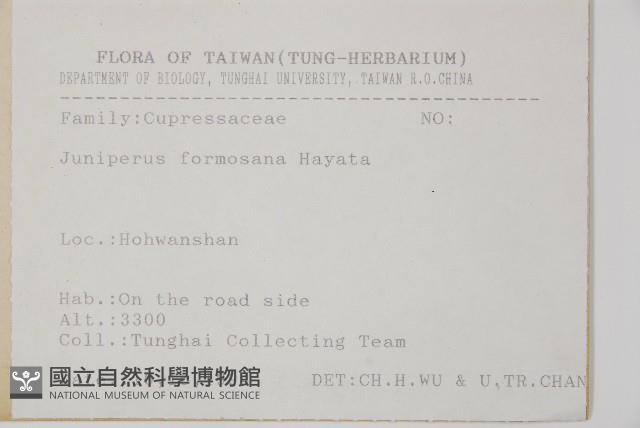 FLORA OF TAIWAN(TUNG-HERBARIUM)
DEPARTMENT OF BIOLOGY, TUNGHAI UNIVERSITY, TAIWAN R.O.CHINA
Family:Cupressaceae NO:
Juniperus formosana Hayata
Loc.:Hohwanshan
Hab.:On the road side
Alt.:3300
Coll.:Tunghai Collecting Team
DET:CH.H.WU & U,TR.CHAN
國立自然科學博物館
NATIONAL MUSEUM OF NATURAL SCIENCE